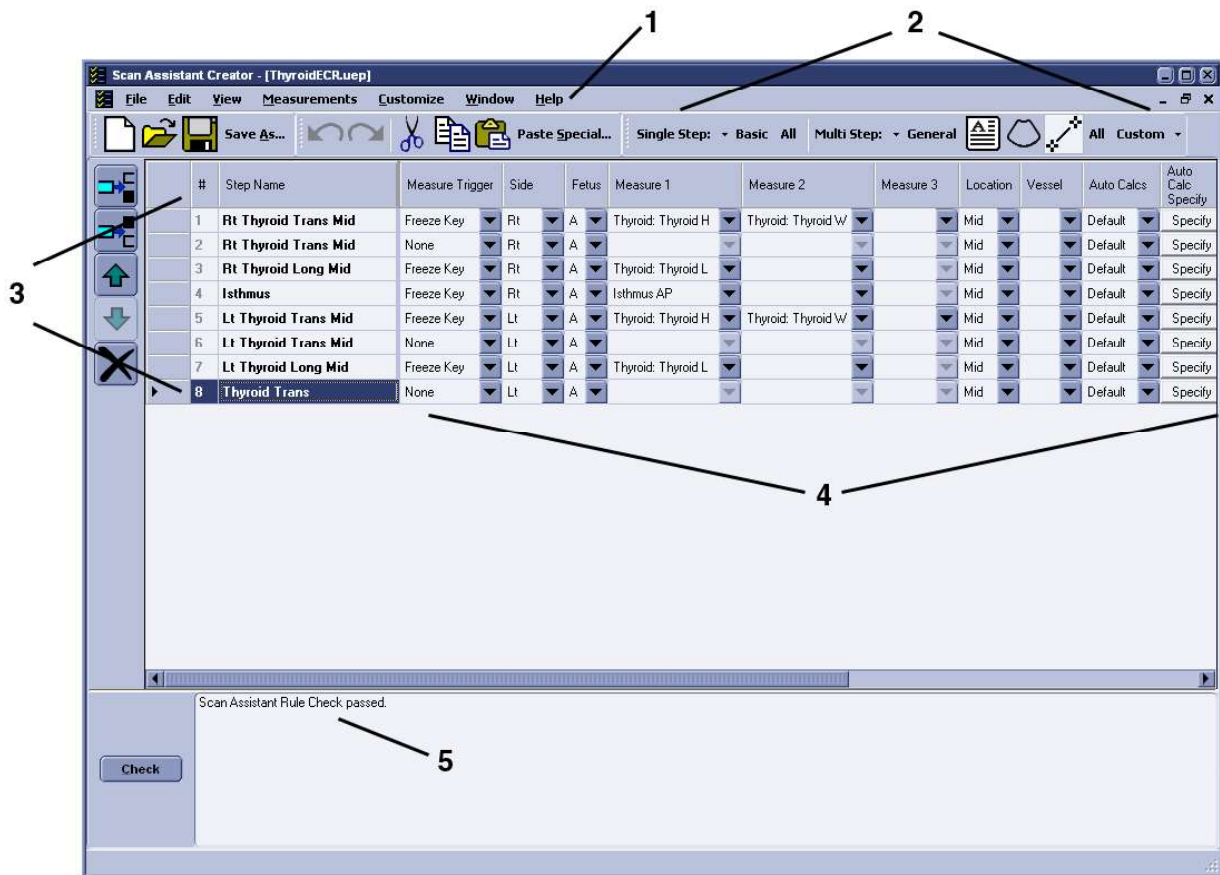 1
2
Scan Assistant Creator - [ThyroidECR.uep]
File Edit View Measurements Customize Window Help
Save As... Paste Special... Single Step: Basic All Multi Step: General All Custom
# Step Name Measure Trigger Side Fetus Measure 1 Measure 2 Measure 3 Location Vessel Auto Calcs Auto Calc Specify
1 Rt Thyroid Trans Mid Freeze Key Rt A Thyroid: Thyroid H Thyroid: Thyroid W Mid Default Specify
2 Rt Thyroid Trans Mid None Rt A Mid Default Specify
3 Rt Thyroid Long Mid Freeze Key Rt A Thyroid: Thyroid L Mid Default Specify
4 Isthmus Freeze Key Rt A Isthmus AP Mid Default Specify
5 Lt Thyroid Trans Mid Freeze Key Lt A Thyroid: Thyroid H Thyroid: Thyroid W Mid Default Specify
6 Lt Thyroid Trans Mid None Lt A Mid Default Specify
7 Lt Thyroid Long Mid Freeze Key Lt A Thyroid: Thyroid L Mid Default Specify
8 Thyroid Trans None Lt A Mid Default Specify
3
4
Scan Assistant Rule Check passed.
5
Check